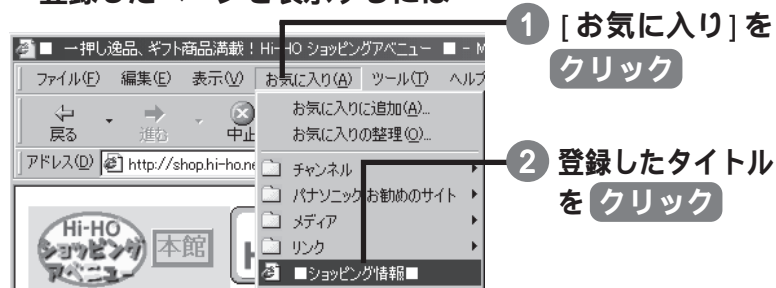 登録したページを表示するには
一押し逸品、ギフト商品満載！Hi-HO ショッピングアベニュー ■ - M
ファイル(F) 編集(E) 表示(V) お気に入り(A) ツール(T) ヘルプ
戻る 進む 中止
アドレス(D) http://shop.hi-ho.ne
お気に入りに追加(A)...
お気に入りの整理(O)...
チャンネル
パナソニックお勧めのサイト
メディア
リンク
■ショッピング情報■
Hi-HO
ショッピング
アベニュー
本館
H
1 [お気に入り]を
クリック
2 登録したタイトル
を クリック